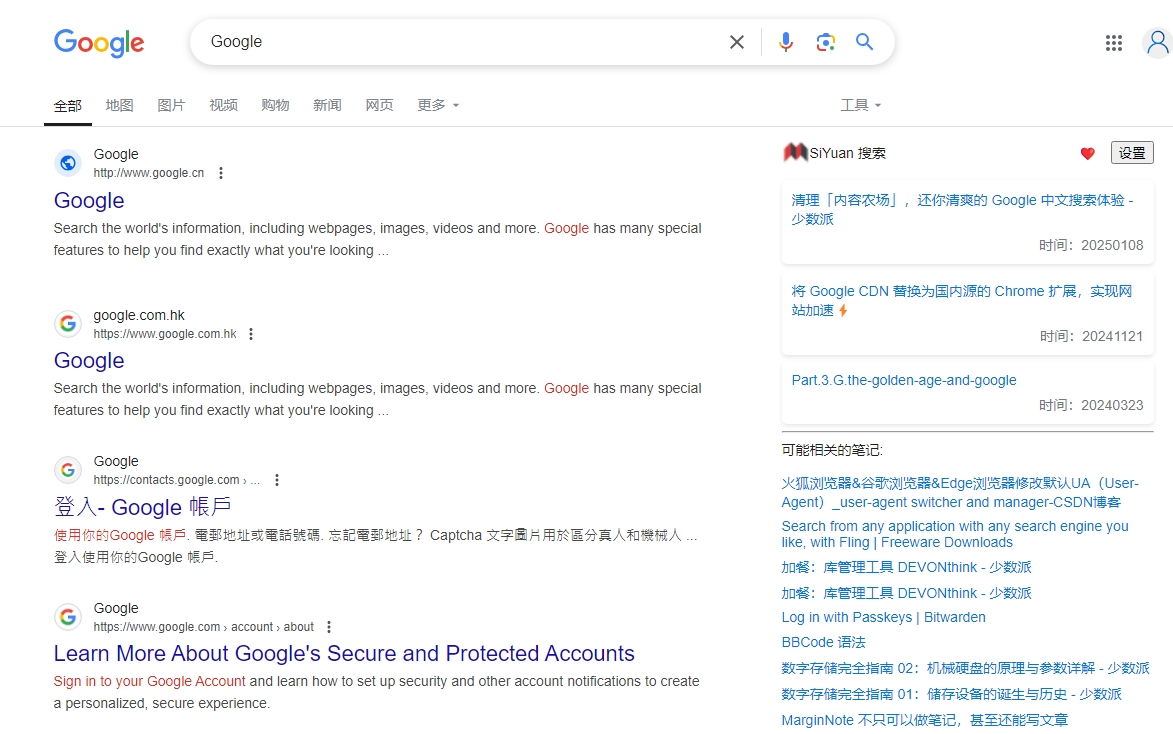 Google
Google
全部 地图 图片 视频 购物 新闻 网页 更多 工具
Google
http://www.google.cn
Google
Search the world's information, including webpages, images, videos and more. Google has many special
features to help you find exactly what you're looking ...
google.com.hk
https://www.google.com.hk
Google
Search the world's information, including webpages, images, videos and more. Google has many special
features to help you find exactly what you're looking ...
Google
https://contacts.google.com › ...
登入- Google 帳戶
使用你的Google 帳戶. 電郵地址或電話號碼. 忘記電郵地址？ Captcha 文字圖片用於區分真人和機械人 ...
登入使用你的Google 帳戶.
Google
https://www.google.com › account › about
Learn More About Google's Secure and Protected Accounts
Sign in to your Google Account and learn how to set up security and other account notifications to create
a personalized, secure experience.
SiYuan 搜索
设置
清理「内容农场」，还你清爽的 Google 中文搜索体验 -
少数派
时间：20250108
将 Google CDN 替换为国内源的 Chrome 扩展，实现网
站加速⚡
时间：20241121
Part.3.G.the-golden-age-and-google
时间：20240323
可能相关的笔记:
火狐浏览器&谷歌浏览器&Edge浏览器修改默认UA（User-
Agent）_user-agent switcher and manager-CSDN博客
Search from any application with any search engine you
like, with Fling | Freeware Downloads
加餐：库管理工具 DEVONthink - 少数派
加餐：库管理工具 DEVONthink - 少数派
Log in with Passkeys | Bitwarden
BBCode 语法
数字存储完全指南 02：机械硬盘的原理与参数详解 - 少数派
数字存储完全指南 01：储存设备的诞生与历史 - 少数派
MarginNote 不只可以做笔记，甚至还能写文章